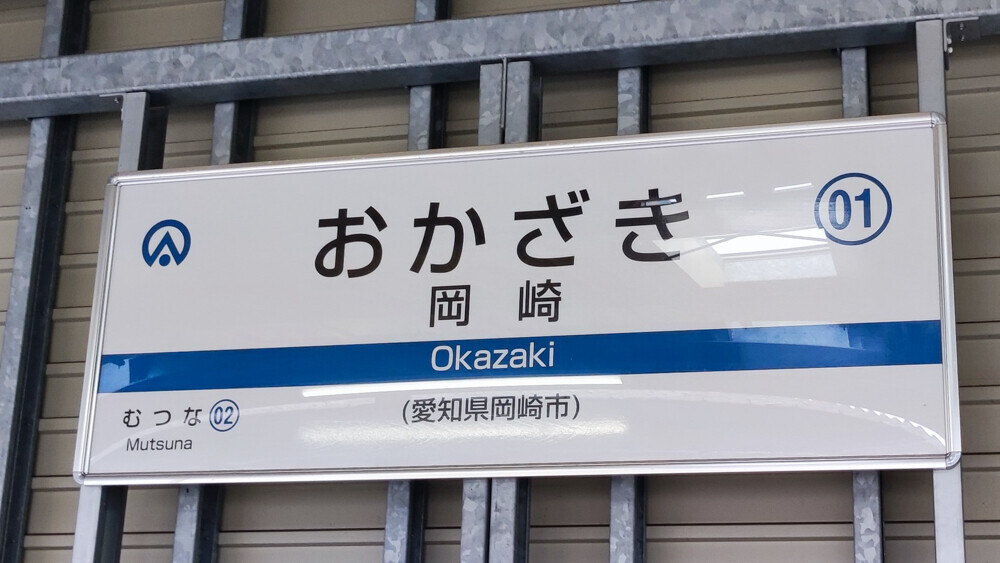 おかざき
01
岡崎
Okazaki
むつな 02
Mutsuna
(愛知県岡崎市)